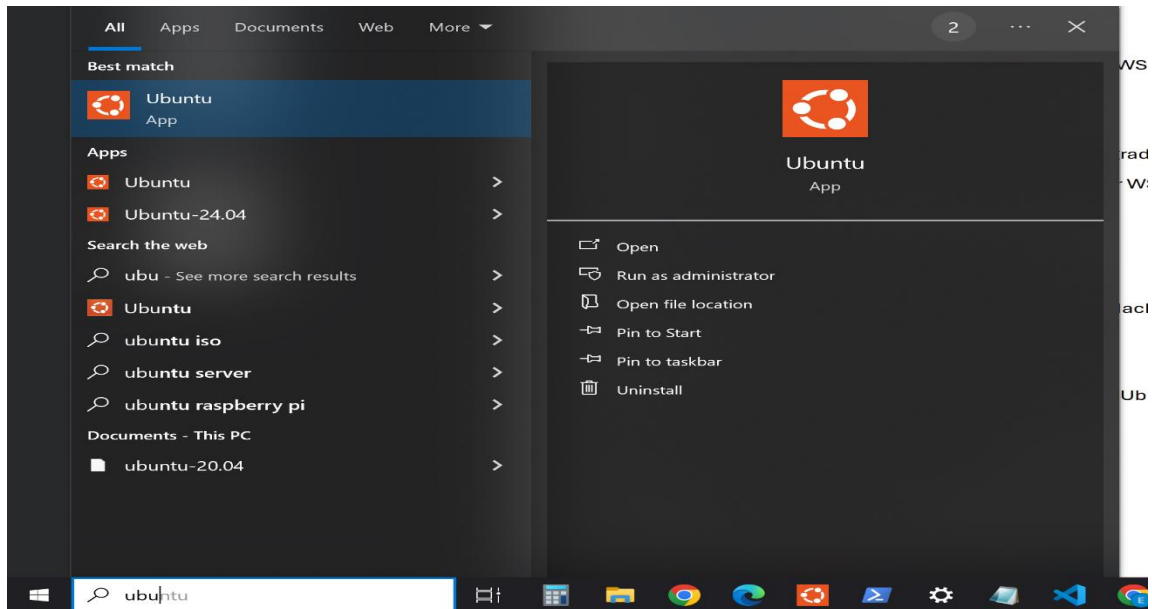 All Apps Documents Web More 2 ... 
Best match
Ubuntu
App
Apps
Ubuntu
Ubuntu-24.04
Search the web
ubu - See more search results
Ubuntu
ubuntu iso
ubuntu server
ubuntu raspberry pi
Documents - This PC
ubuntu-20.04
Ubuntu
App
Open
Run as administrator
Open file location
Pin to Start
Pin to taskbar
Uninstall
ubuntu